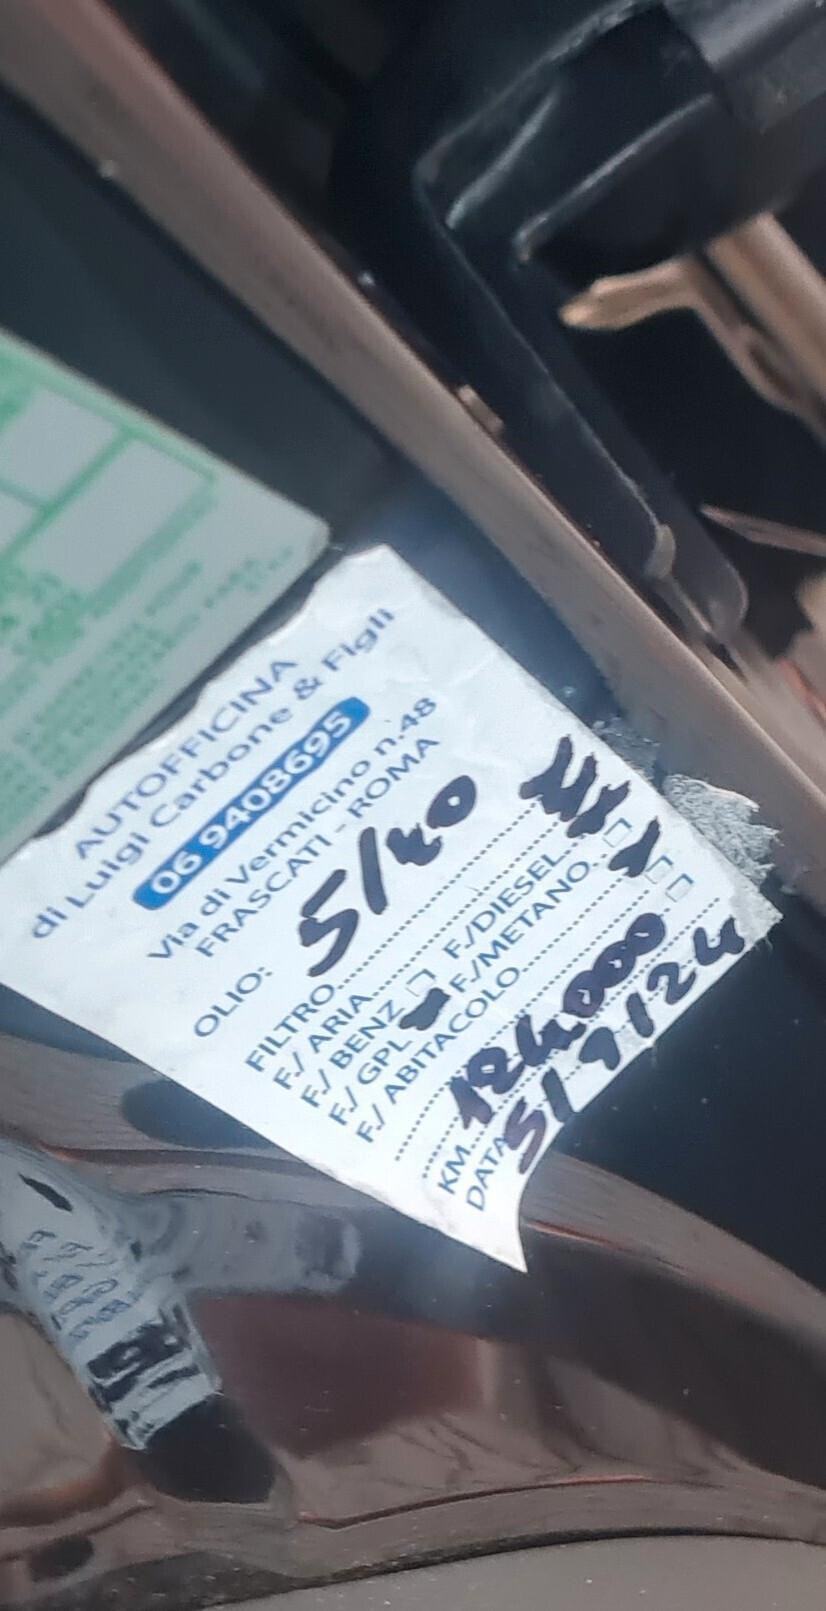 AUTOFFICINA
di Luigi Carbone & Figli
06 9408695
Via di Vermicino n.48
FRASCATI - ROMA
OLIO: 5/40
FILTRO
F./ ARIA
F./ BENZ F./DIESEL
F./ GPL F./METANO
F./ ABITACOLO
KM 124.000
DATA 5/9/24